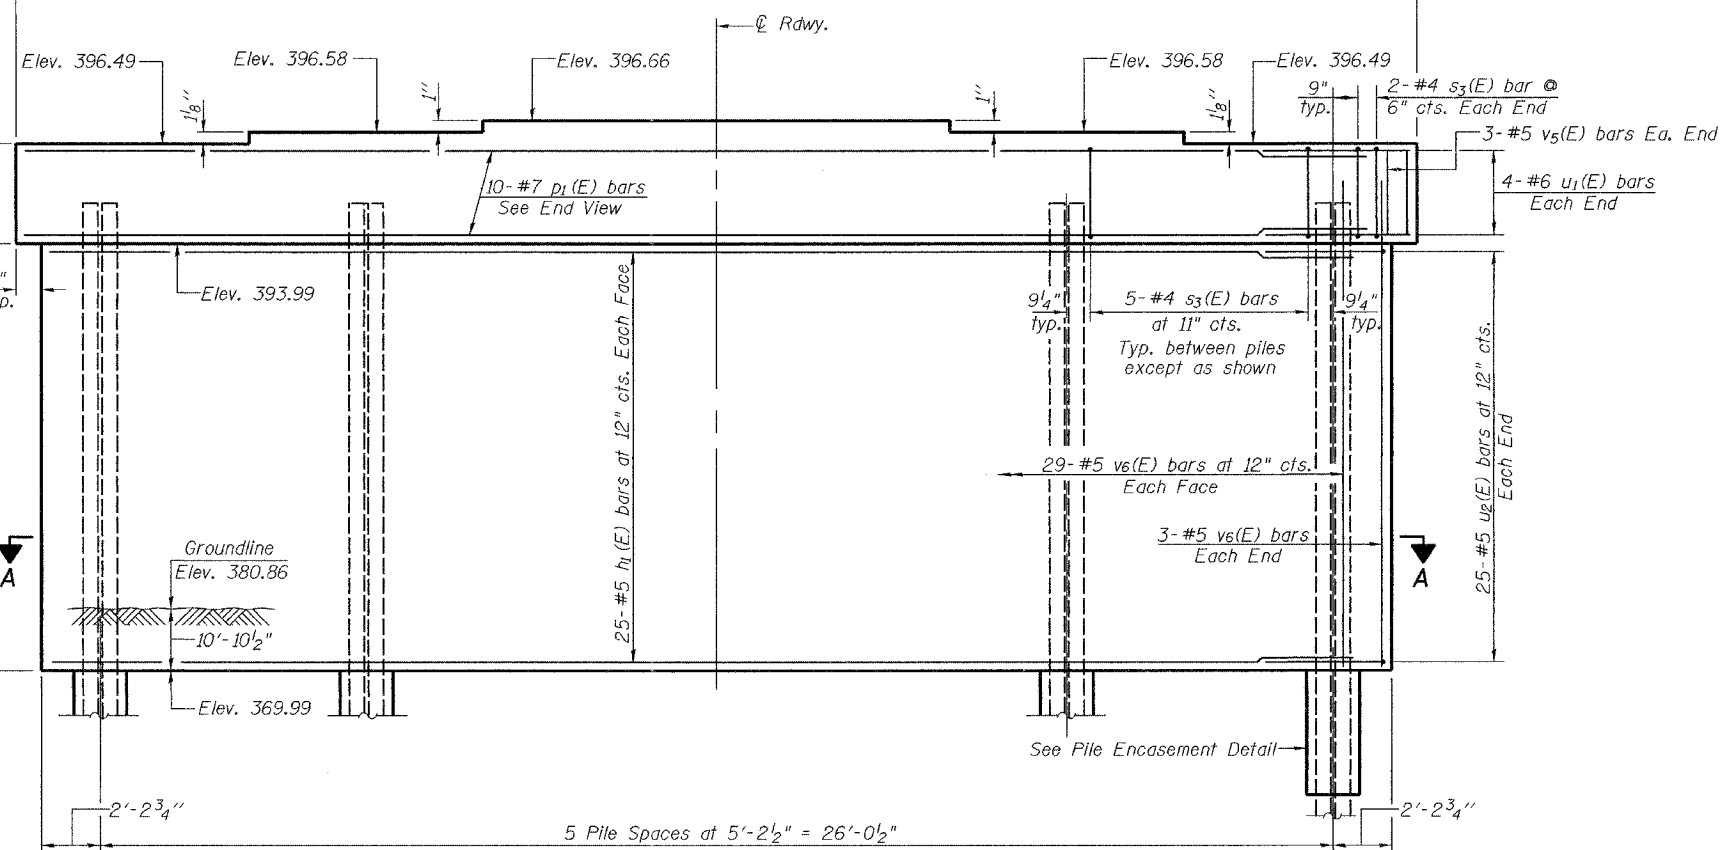 ℄ Rdwy.
Elev. 396.49
Elev. 396.58
Elev. 396.66
Elev. 396.58
Elev. 396.49
1⅛"
1"
1"
1⅛"
9"
typ.
2-#4 s3(E) bar @
6" cts. Each End
3-#5 v5(E) bars Ea. End
10-#7 p1(E) bars
See End View
4-#6 u1(E) bars
Each End
"
p.
Elev. 393.99
9¼"
typ.
5-#4 s3(E) bars
at 11" cts.
Typ. between piles
except as shown
9¼"
typ.
25-#5 h1(E) bars at 12" cts. Each Face
25-#5 u2(E) bars at 12" cts.
Each End
29-#5 v6(E) bars at 12" cts.
Each Face
3-#5 v6(E) bars
Each End
A
A
Groundline
Elev. 380.86
10'-10½"
Elev. 369.99
See Pile Encasement Detail
2'-2¾"
5 Pile Spaces at 5'-2½" = 26'-0½"
2'-2¾"